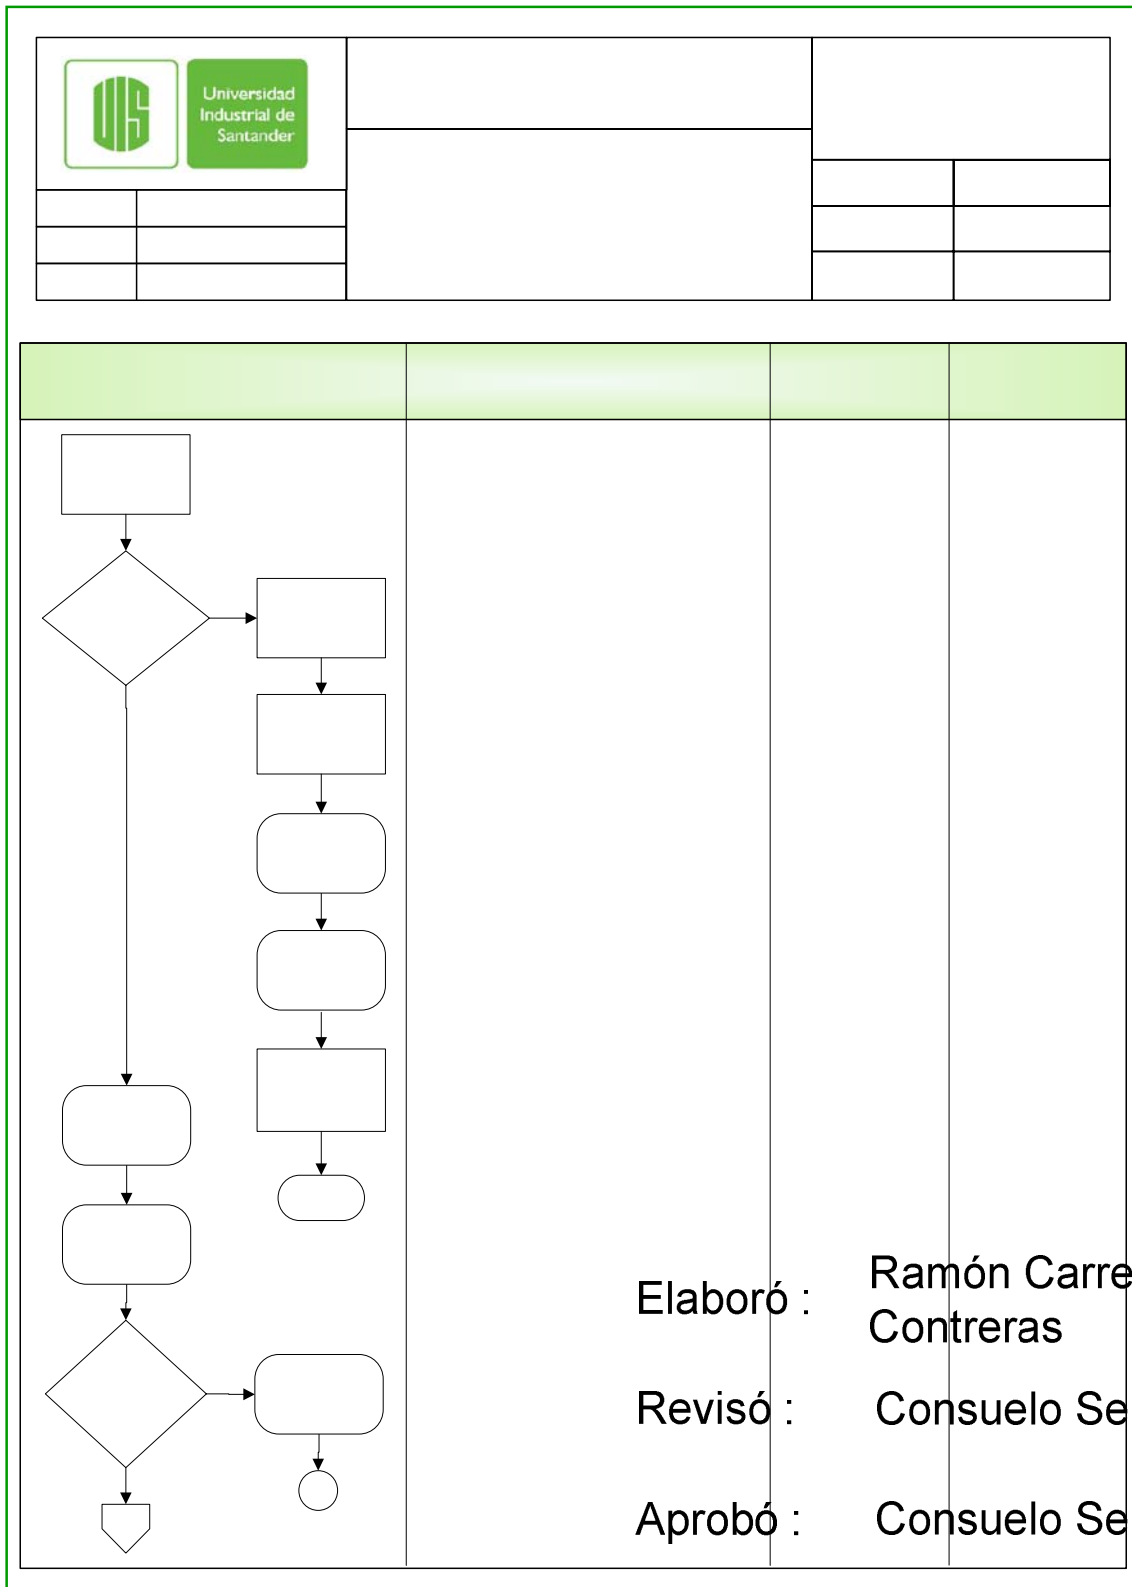 Universidad
Industrial de
Santander
Elaboró :
Ramón Carre
Contreras
Revisó :
Consuelo Se
Aprobó :
Consuelo Se